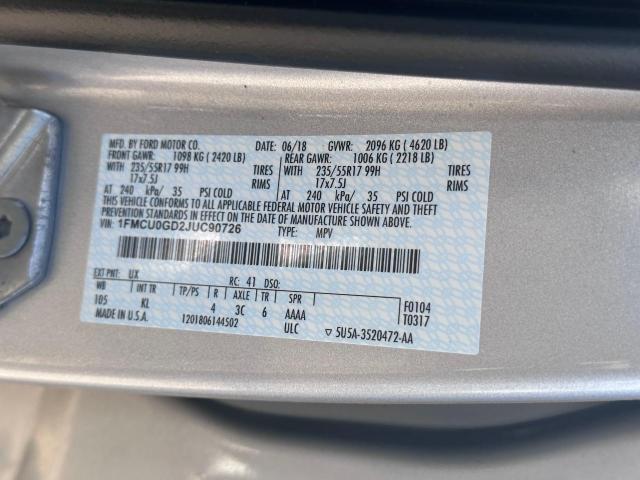 MFD. BY FORD MOTOR CO.
DATE: 06/18 GVWR: 2096 KG ( 4620 LB)
FRONT GAWR: 1098 KG ( 2420 LB) REAR GAWR: 1006 KG ( 2218 LB)
WITH 235/55R17 99H TIRES WITH 235/55R17 99H TIRES
17x7.5J RIMS 17x7.5J RIMS
AT 240 kPa/ 35 PSI COLD AT 240 kPa/ 35 PSI COLD
THIS VEHICLE CONFORMS TO ALL APPLICABLE FEDERAL MOTOR VEHICLE SAFETY AND THEFT
PREVENTION STANDARDS IN EFFECT ON THE DATE OF MANUFACTURE SHOWN ABOVE.
VIN: 1FMCU0GD2JUC90726 TYPE: MPV
EXT PNT: UX RC: 41 DSO:
WB INT TR TP/PS R AXLE TR SPR F0104
105 KL 4 3C 6 AAAA T0317
MADE IN U.S.A. 1201806144502 ULC ▽ 5U5A-3520472-AA